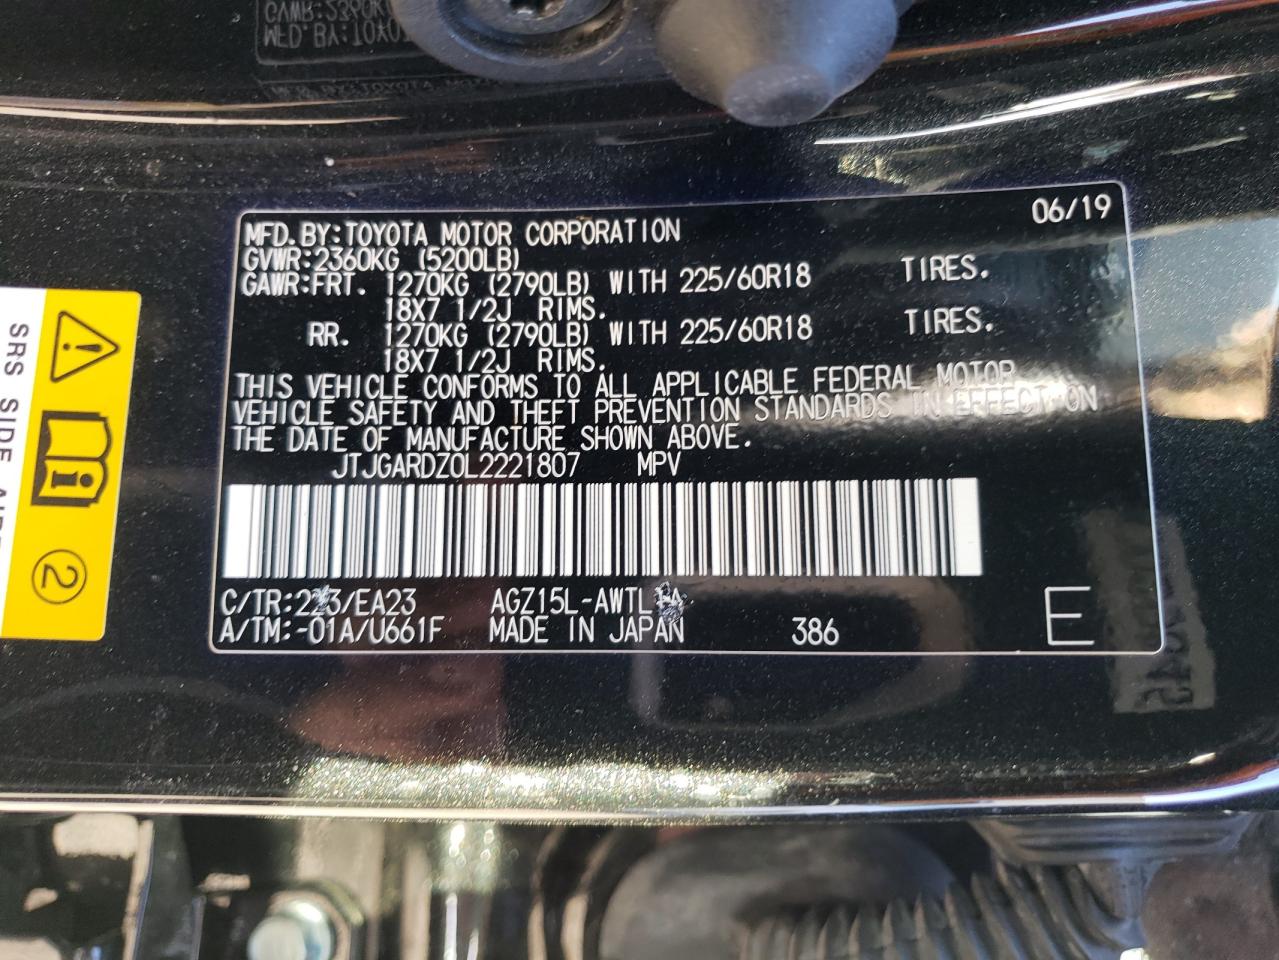 06/19
MFD.BY:TOYOTA MOTOR CORPORATION
GVWR:2360KG (5200LB)
GAWR:FRT. 1270KG (2790LB) WITH 225/60R18 TIRES.
18X7 1/2J RIMS.
RR. 1270KG (2790LB) WITH 225/60R18 TIRES.
18X7 1/2J RIMS.
THIS VEHICLE CONFORMS TO ALL APPLICABLE FEDERAL MOTOR
VEHICLE SAFETY AND THEFT PREVENTION STANDARDS IN EFFECT ON
THE DATE OF MANUFACTURE SHOWN ABOVE.
JTJGARDZ0L2221807 MPV
C/TR:223/EA23 AGZ15L-AWTL
A/TM:-01A/U661F MADE IN JAPAN 386 E
SRS SIDE
2